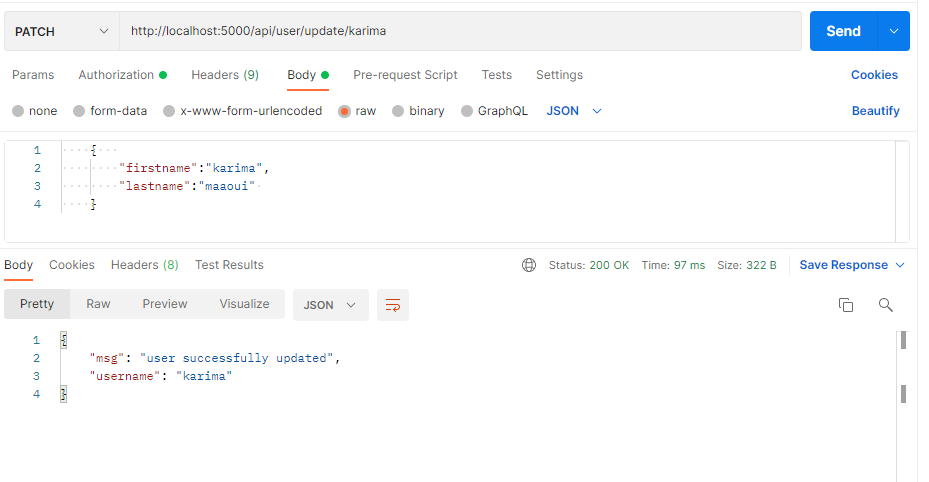 PATCH http://localhost:5000/api/user/update/karima Send
Params Authorization Headers (9) Body Pre-request Script Tests Settings Cookies
none form-data x-www-form-urlencoded raw binary GraphQL JSON Beautify
1 {
2 "firstname":"karima",
3 "lastname":"maaoui"
4 }
Body Cookies Headers (8) Test Results Status: 200 OK Time: 97 ms Size: 322 B Save Response
Pretty Raw Preview Visualize JSON
1 {
2 "msg": "user successfully updated",
3 "username": "karima"
4 }